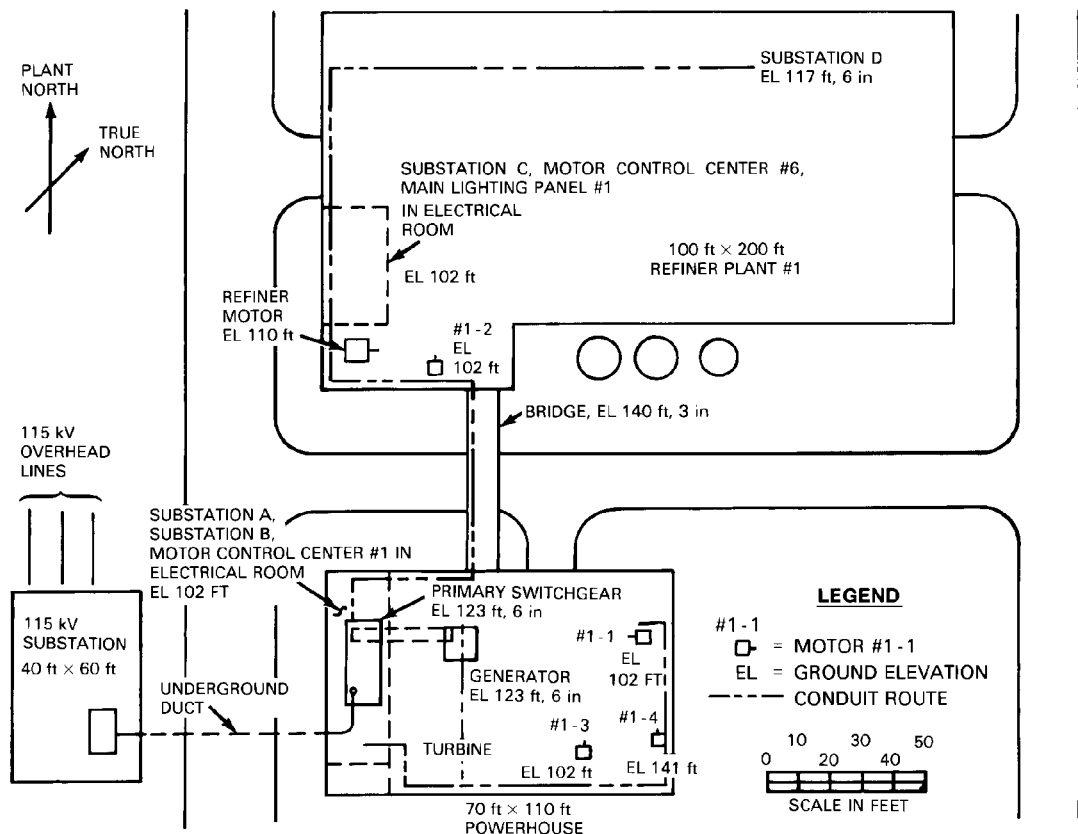 PLANT
NORTH
TRUE
NORTH
SUBSTATION D
EL 117 ft, 6 in
SUBSTATION C, MOTOR CONTROL CENTER #6,
MAIN LIGHTING PANEL #1
IN ELECTRICAL
ROOM
EL 102 ft
100 ft × 200 ft
REFINER PLANT #1
REFINER
MOTOR
EL 110 ft
#1-2
EL
102 ft
BRIDGE, EL 140 ft, 3 in
115 kV
OVERHEAD
LINES
SUBSTATION A,
SUBSTATION B,
MOTOR CONTROL CENTER #1 IN
ELECTRICAL ROOM
EL 102 FT
PRIMARY SWITCHGEAR
EL 123 ft, 6 in
115 kV
SUBSTATION
40 ft × 60 ft
UNDERGROUND
DUCT
GENERATOR
EL 123 ft, 6 in
TURBINE
#1-1
EL
102 FT
#1-3
EL 102 ft
#1-4
EL 141 ft
70 ft × 110 ft
POWERHOUSE
LEGEND
#1-1
= MOTOR #1-1
EL = GROUND ELEVATION
CONDUIT ROUTE
0 10 20 30 40 50
SCALE IN FEET